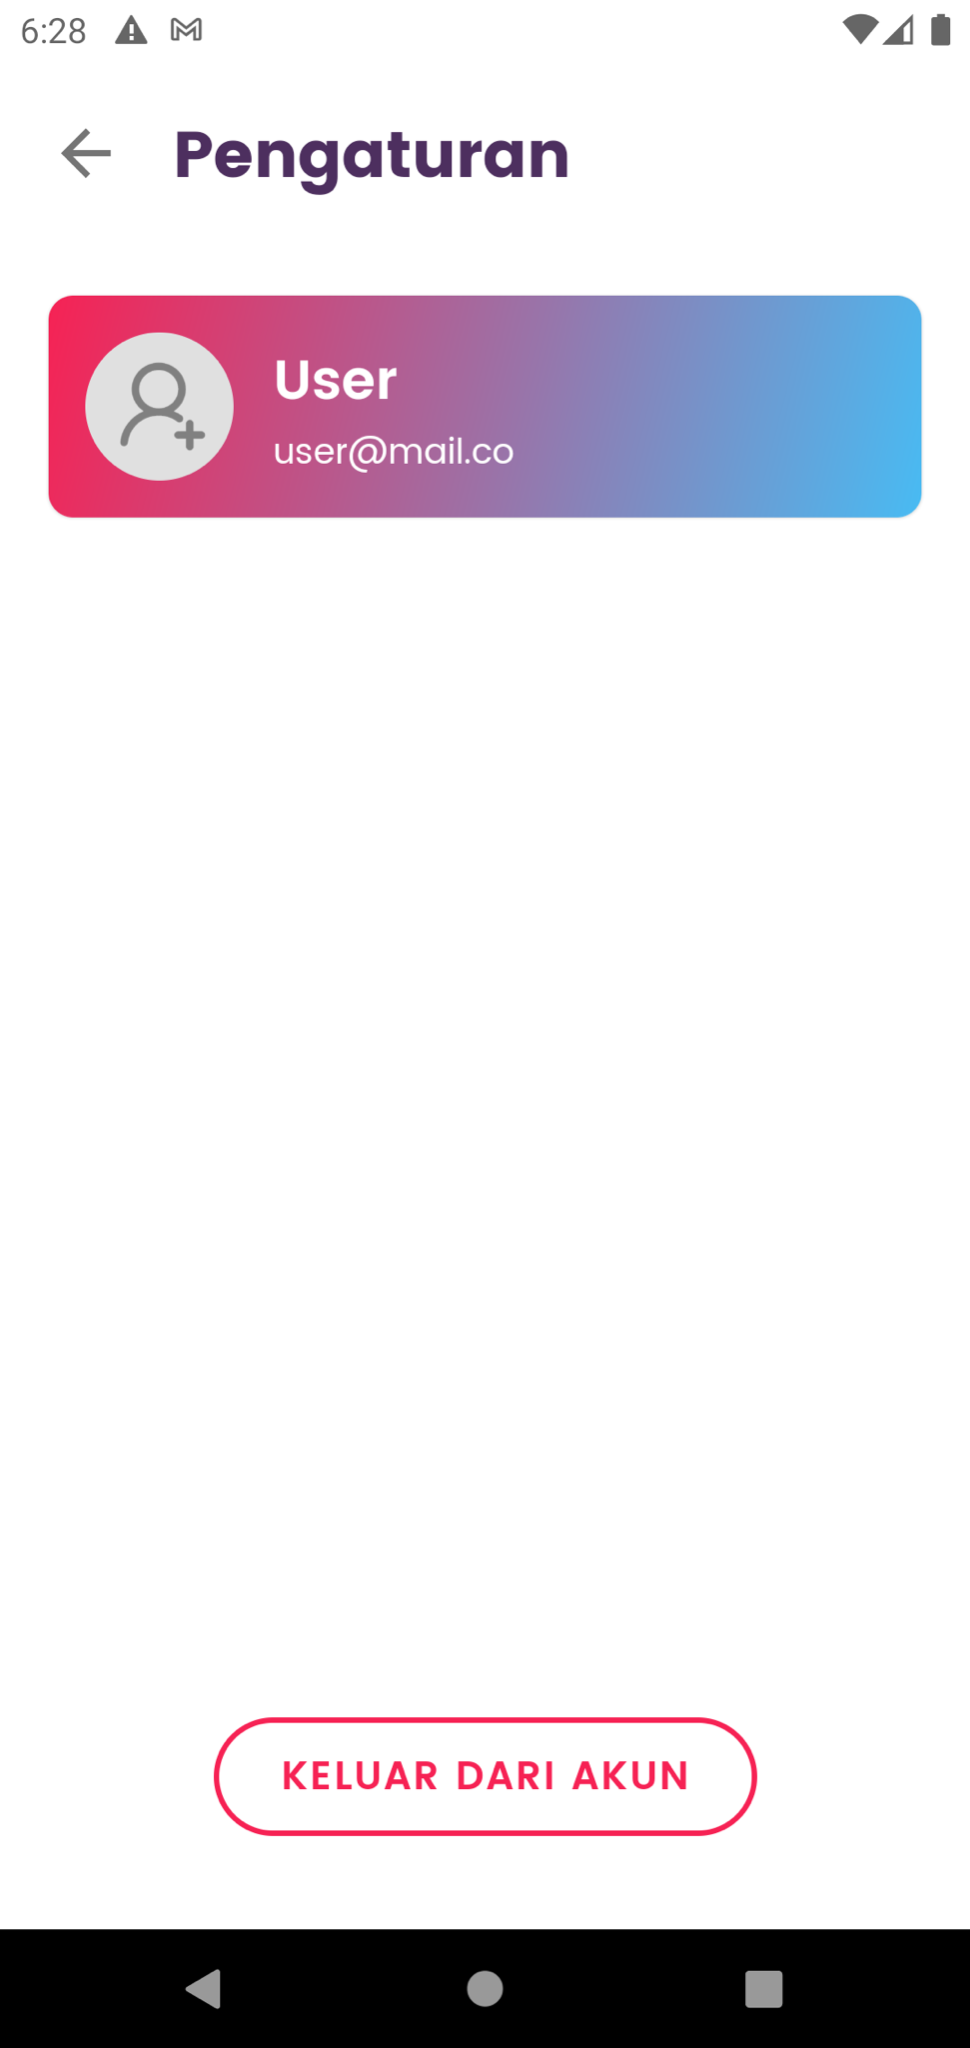 6:28
Pengaturan
User
user@mail.co
KELUAR DARI AKUN